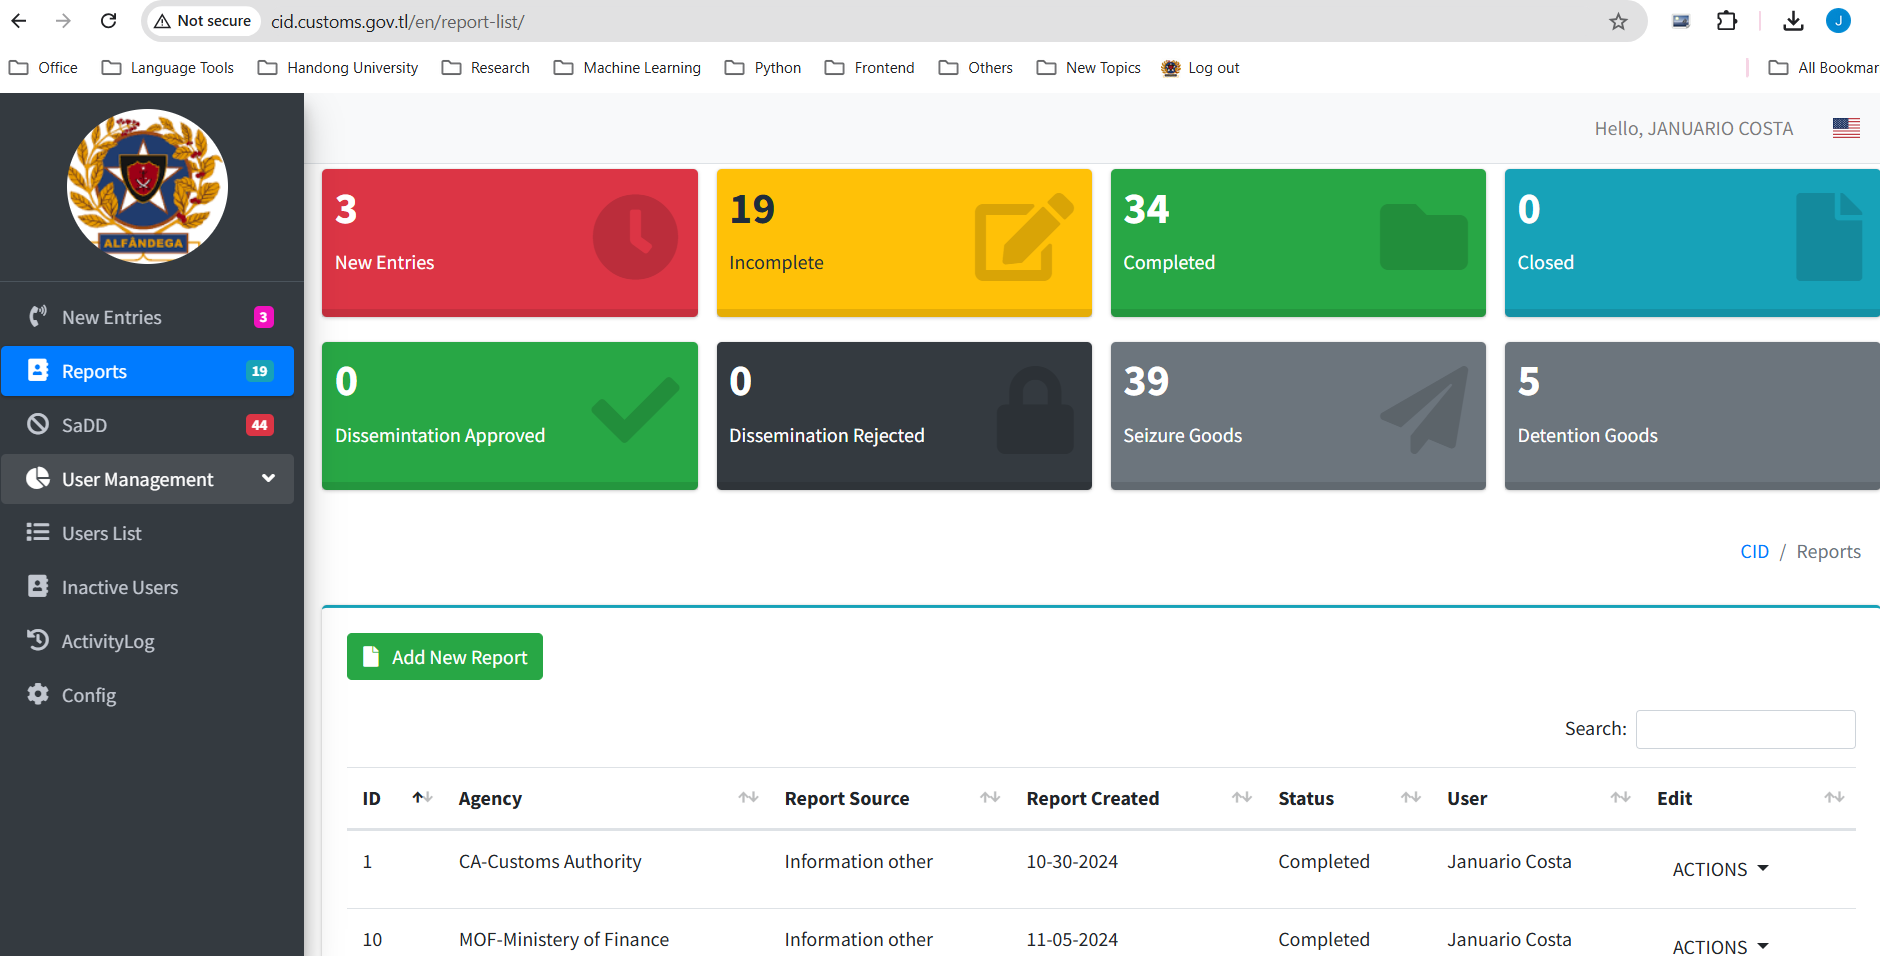 Not secure cid.customs.gov.tl/en/report-list/ J
Office Language Tools Handong University Research Machine Learning Python Frontend Others New Topics Log out All Bookmar
ALFÂNDEGA
Hello, JANUARIO COSTA
New Entries 3
Reports 19
SaDD 44
User Management
Users List
Inactive Users
ActivityLog
Config
3
New Entries
19
Incomplete
34
Completed
0
Closed
0
Dissemintation Approved
0
Dissemination Rejected
39
Seizure Goods
5
Detention Goods
CID / Reports
Add New Report
Search:
ID Agency Report Source Report Created Status User Edit
1 CA-Customs Authority Information other 10-30-2024 Completed Januario Costa ACTIONS
10 MOF-Ministery of Finance Information other 11-05-2024 Completed Januario Costa ACTIONS